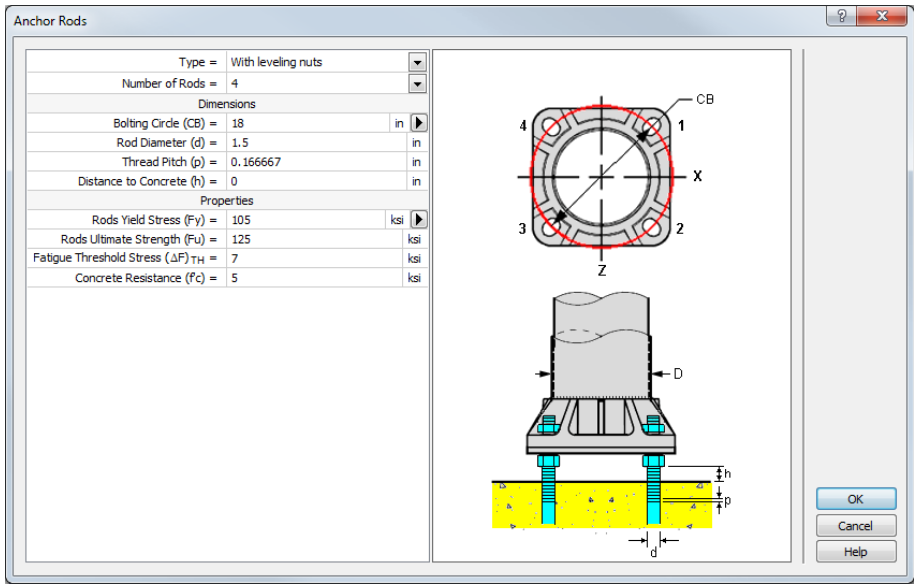 Anchor Rods
?
Type = With leveling nuts
Number of Rods = 4
Dimensions
Bolting Circle (CB) = 18 in
Rod Diameter (d) = 1.5 in
Thread Pitch (p) = 0.166667 in
Distance to Concrete (h) = 0 in
Properties
Rods Yield Stress (Fy) = 105 ksi
Rods Ultimate Strength (Fu) = 125 ksi
Fatigue Threshold Stress (ΔF)TH = 7 ksi
Concrete Resistance (f'c) = 5 ksi
CB
4 1
X
3 2
Z
D
h
p
d
OK
Cancel
Help